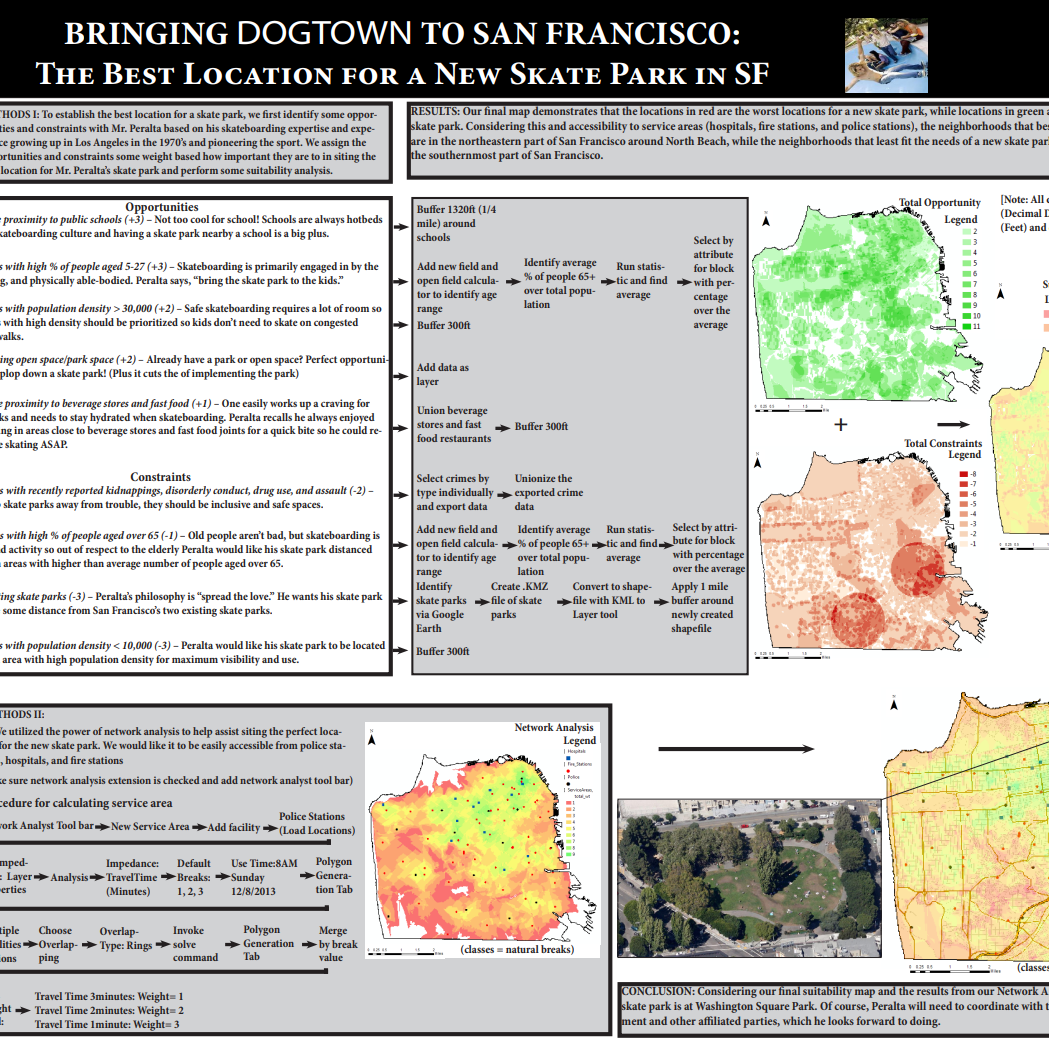 BRINGING DOGTOWN TO SAN FRANCISCO:
THE BEST LOCATION FOR A NEW SKATE PARK IN SF
THODS I: To establish the best location for a skate park, we first identify some oppor-
ties and constraints with Mr. Peralta based on his skateboarding expertise and expe-
ce growing up in Los Angeles in the 1970's and pioneering the sport. We assign the
ortunities and constraints some weight based how important they are to in siting the
location for Mr. Peralta's skate park and perform some suitability analysis.
RESULTS: Our final map demonstrates that the locations in red are the worst locations for a new skate park, while locations in green a
skate park. Considering this and accessibility to service areas (hospitals, fire stations, and police stations), the neighborhoods that bes
are in the northeastern part of San Francisco around North Beach, while the neighborhoods that least fit the needs of a new skate par
the southernmost part of San Francisco.
Opportunities
e proximity to public schools (+3) – Not too cool for school! Schools are always hotbeds
kateboarding culture and having a skate park nearby a school is a big plus.
s with high % of people aged 5-27 (+3) – Skateboarding is primarily engaged in by the
g, and physically able-bodied. Peralta says, "bring the skate park to the kids."
s with population density > 30,000 (+2) – Safe skateboarding requires a lot of room so
s with high density should be prioritized so kids don't need to skate on congested
walks.
ing open space/park space (+2) – Already have a park or open space? Perfect opportuni-
plop down a skate park! (Plus it cuts the of implementing the park)
e proximity to beverage stores and fast food (+1) – One easily works up a craving for
ks and needs to stay hydrated when skateboarding. Peralta recalls he always enjoyed
ing in areas close to beverage stores and fast food joints for a quick bite so he could re-
e skating ASAP.
Constraints
s with recently reported kidnappings, disorderly conduct, drug use, and assault (-2) –
skate parks away from trouble, they should be inclusive and safe spaces.
s with high % of people aged over 65 (-1) – Old people aren't bad, but skateboarding is
d activity so out of respect to the elderly Peralta would like his skate park distanced
areas with higher than average number of people aged over 65.
ing skate parks (-3) – Peralta's philosophy is "spread the love." He wants his skate park
some distance from San Francisco's two existing skate parks.
s with population density < 10,000 (-3) – Peralta would like his skate park to be located
area with high population density for maximum visibility and use.
Buffer 1320ft (1/4
mile) around
schools
Add new field and
open field calcula-
tor to identify age
range
Identify average
% of people 65+
over total popu-
lation
Run statis-
tic and find
average
Select by
attribute
for block
with per-
centage
over the
average
Buffer 300ft
Add data as
layer
Union beverage
stores and fast
food restaurants
Buffer 300ft
Select crimes by
type individually
and export data
Unionize the
exported crime
data
Add new field and
open field calcula-
tor to identify age
range
Identify average
% of people 65+
over total popu-
lation
Run statis-
tic and find
average
Select by attri-
bute for block
with percentage
over the average
Identify
skate parks
via Google
Earth
Create .KMZ
file of skate
parks
Convert to shape-
file with KML to
Layer tool
Apply 1 mile
buffer around
newly created
shapefile
Buffer 300ft
Total Opportunity
Legend
2
3
4
5
6
7
8
9
10
11
+
Total Constraints
Legend
-8
-7
-6
-5
-4
-3
-2
-1
[Note: All
(Decimal D
(Feet) and
THODS II:
e utilized the power of network analysis to help assist siting the perfect loca-
for the new skate park. We would like it to be easily accessible from police sta-
, hospitals, and fire stations
ke sure network analysis extension is checked and add network analyst tool bar)
cedure for calculating service area
ork Analyst Tool bar
New Service Area
Add facility
Police Stations
(Load Locations)
mped-
: Layer
erties
Analysis
Impedance:
TravelTime
(Minutes)
Default
Breaks:
1, 2, 3
Use Time:8AM
Sunday
12/8/2013
Polygon
Genera-
tion Tab
tiple
lities
ions
Choose
Overlap-
ping
Overlap-
Type: Rings
Invoke
solve
command
Polygon
Generation
Tab
Merge
by break
value
ght
Travel Time 3minutes: Weight= 1
Travel Time 2minutes: Weight= 2
Travel Time 1minute: Weight= 3
Network Analysis
Legend
Hospitals
Fire_Stations
Police
ServiceAreas
(classes = natural breaks)
(classes
CONCLUSION: Considering our final suitability map and the results from our Network A
skate park is at Washington Square Park. Of course, Peralta will need to coordinate with t
ment and other affiliated parties, which he looks forward to doing.